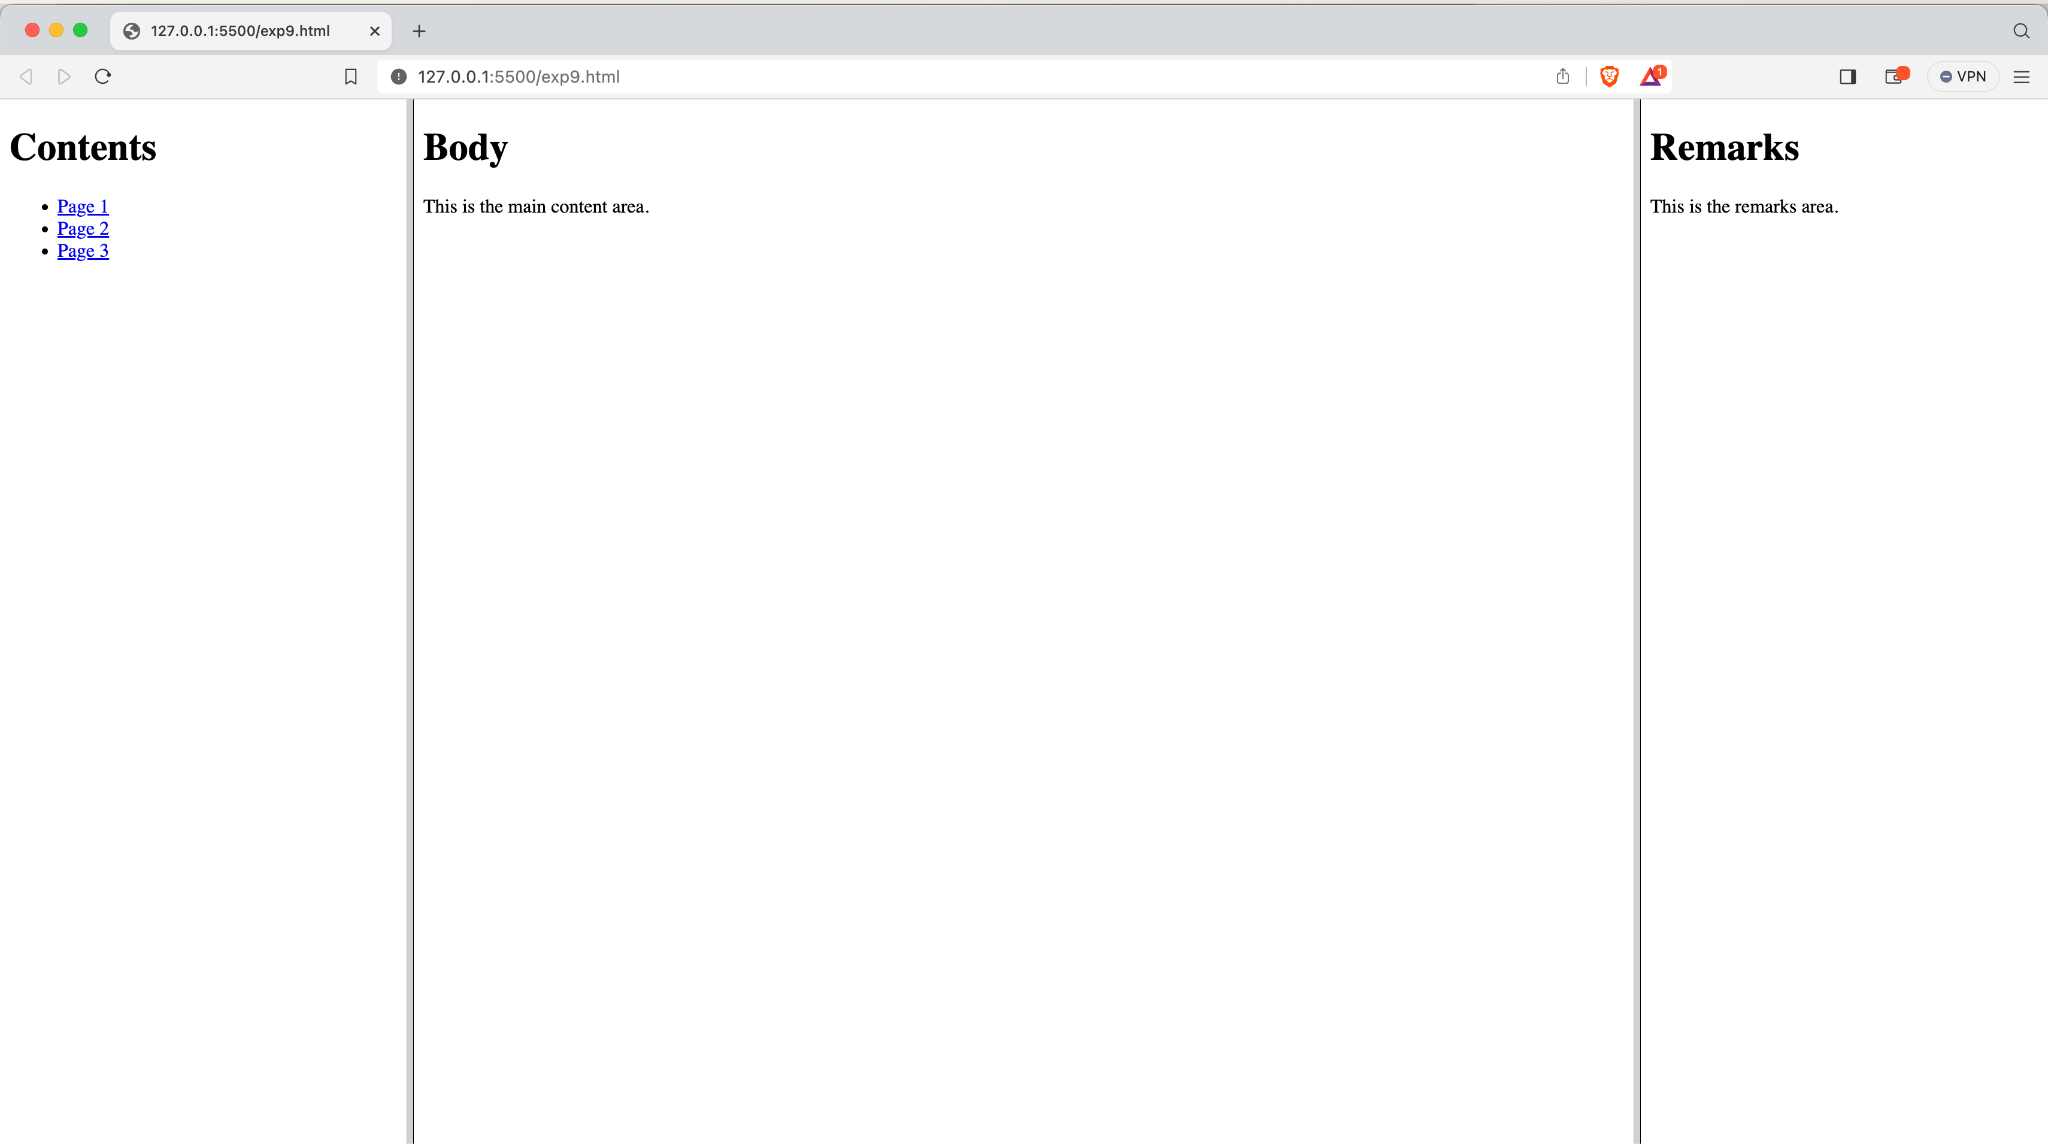 127.0.0.1:5500/exp9.html
127.0.0.1:5500/exp9.html
1
VPN
Contents
Page 1
Page 2
Page 3
Body
This is the main content area.
Remarks
This is the remarks area.